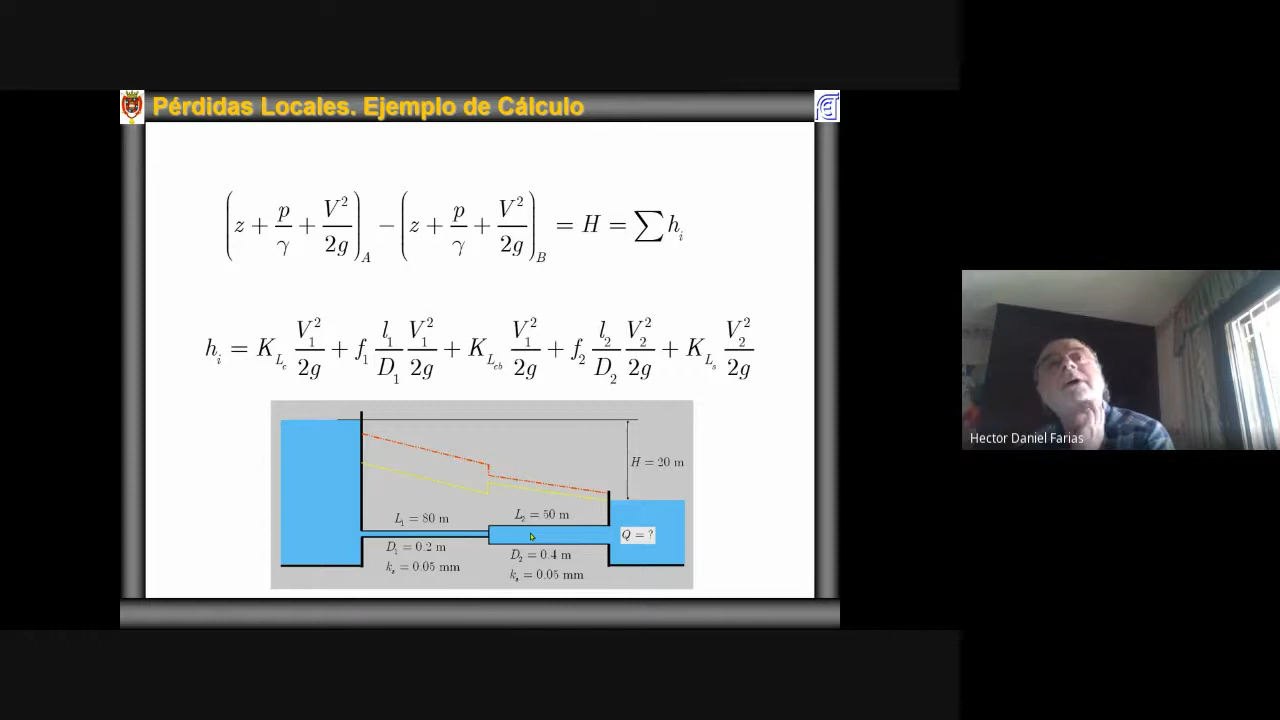 Pérdidas Locales. Ejemplo de Cálculo
(z + p/γ + V²/2g)_A − (z + p/γ + V²/2g)_B = H = ∑ h_i
h_i = K_{L_e} V_1²/2g + f_1 l_1/D_1 V_1²/2g + K_{L_{eb}} V_1²/2g + f_2 l_2/D_2 V_2²/2g + K_{L_s} V_2²/2g
H = 20 m
L_1 = 80 m
L_2 = 50 m
Q = ?
D_1 = 0.2 m
D_2 = 0.4 m
k_s = 0.05 mm
k_s = 0.05 mm
Hector Daniel Farias